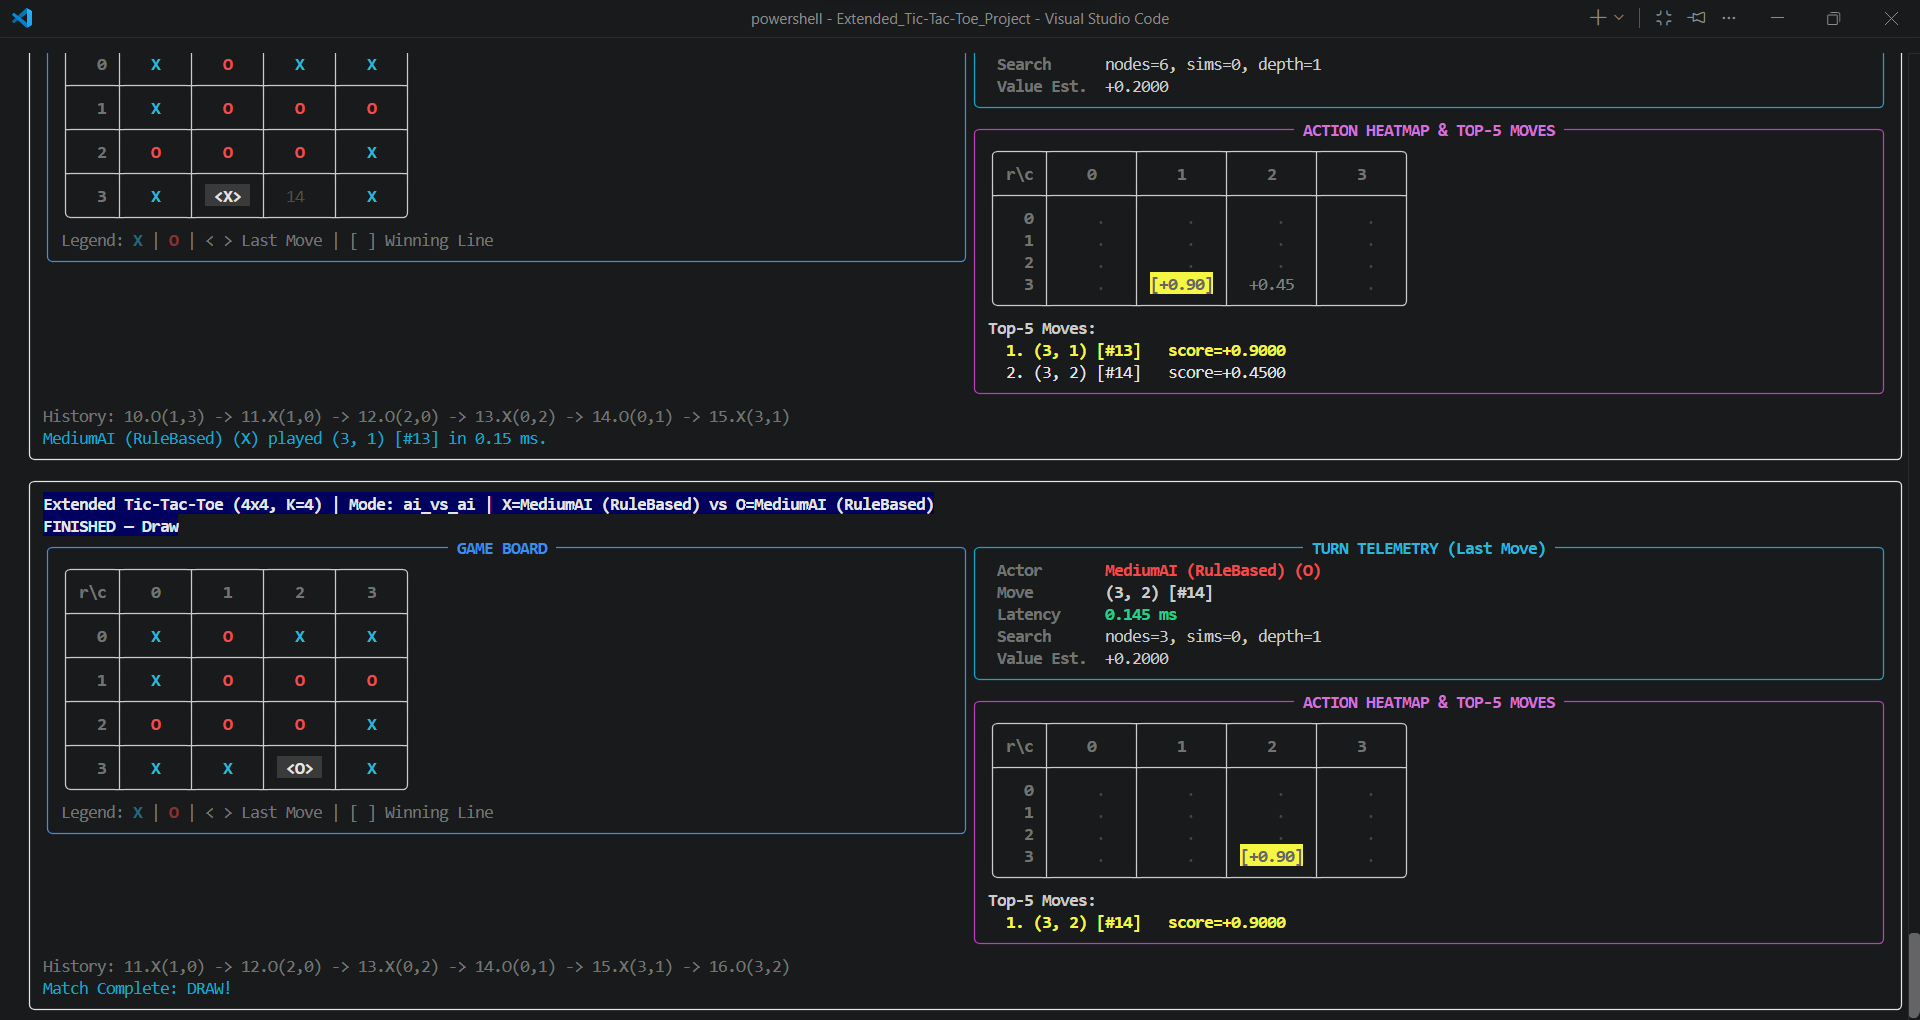 powershell - Extended_Tic-Tac-Toe_Project - Visual Studio Code
0 X O X X
1 X O O O
2 O O O X
3 X <X> 14 X
Legend: X | O | < > Last Move | [ ] Winning Line
Search nodes=6, sims=0, depth=1
Value Est. +0.2000
ACTION HEATMAP & TOP-5 MOVES
r\c 0 1 2 3
0 . . . .
1 . . . .
2 . . . .
3 . [+0.90] +0.45 .
Top-5 Moves:
1. (3, 1) [#13] score=+0.9000
2. (3, 2) [#14] score=+0.4500
History: 10.O(1,3) -> 11.X(1,0) -> 12.O(2,0) -> 13.X(0,2) -> 14.O(0,1) -> 15.X(3,1)
MediumAI (RuleBased) (X) played (3, 1) [#13] in 0.15 ms.
Extended Tic-Tac-Toe (4x4, K=4) | Mode: ai_vs_ai | X=MediumAI (RuleBased) vs O=MediumAI (RuleBased)
FINISHED — Draw
GAME BOARD
r\c 0 1 2 3
0 X O X X
1 X O O O
2 O O O X
3 X X <O> X
Legend: X | O | < > Last Move | [ ] Winning Line
TURN TELEMETRY (Last Move)
Actor MediumAI (RuleBased) (O)
Move (3, 2) [#14]
Latency 0.145 ms
Search nodes=3, sims=0, depth=1
Value Est. +0.2000
ACTION HEATMAP & TOP-5 MOVES
r\c 0 1 2 3
0 . . . .
1 . . . .
2 . . . .
3 . . [+0.90] .
Top-5 Moves:
1. (3, 2) [#14] score=+0.9000
History: 11.X(1,0) -> 12.O(2,0) -> 13.X(0,2) -> 14.O(0,1) -> 15.X(3,1) -> 16.O(3,2)
Match Complete: DRAW!